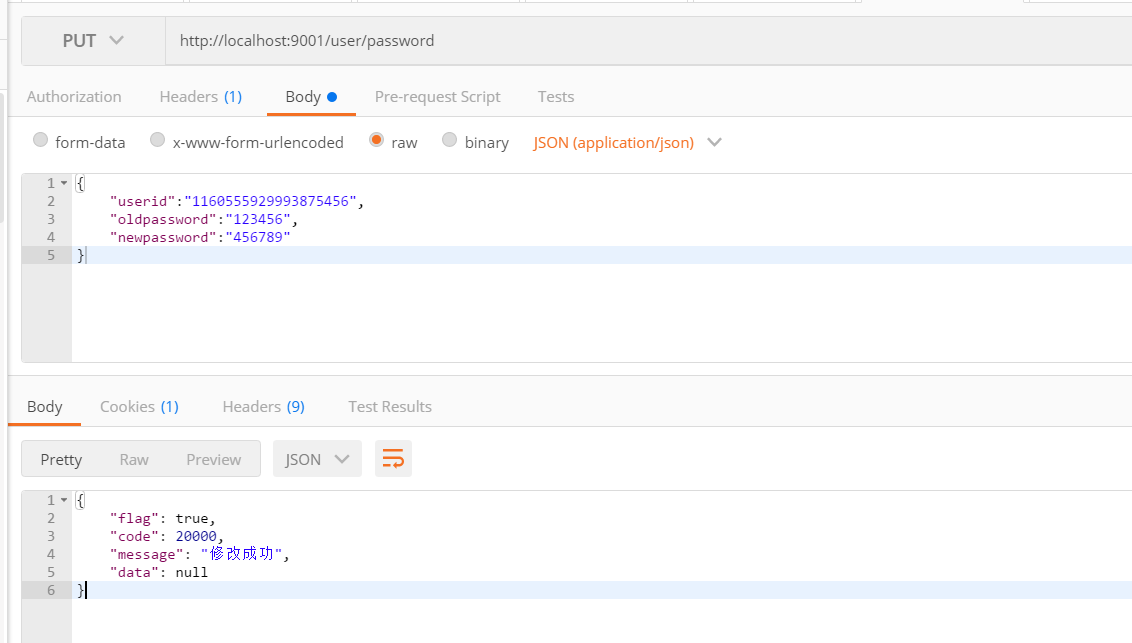 PUT http://localhost:9001/user/password
Authorization Headers (1) Body Pre-request Script Tests
form-data x-www-form-urlencoded raw binary JSON (application/json)
1 {
2 "userid":"1160555929993875456",
3 "oldpassword":"123456",
4 "newpassword":"456789"
5 }
Body Cookies (1) Headers (9) Test Results
Pretty Raw Preview JSON
1 {
2 "flag": true,
3 "code": 20000,
4 "message": "修改成功",
5 "data": null
6 }